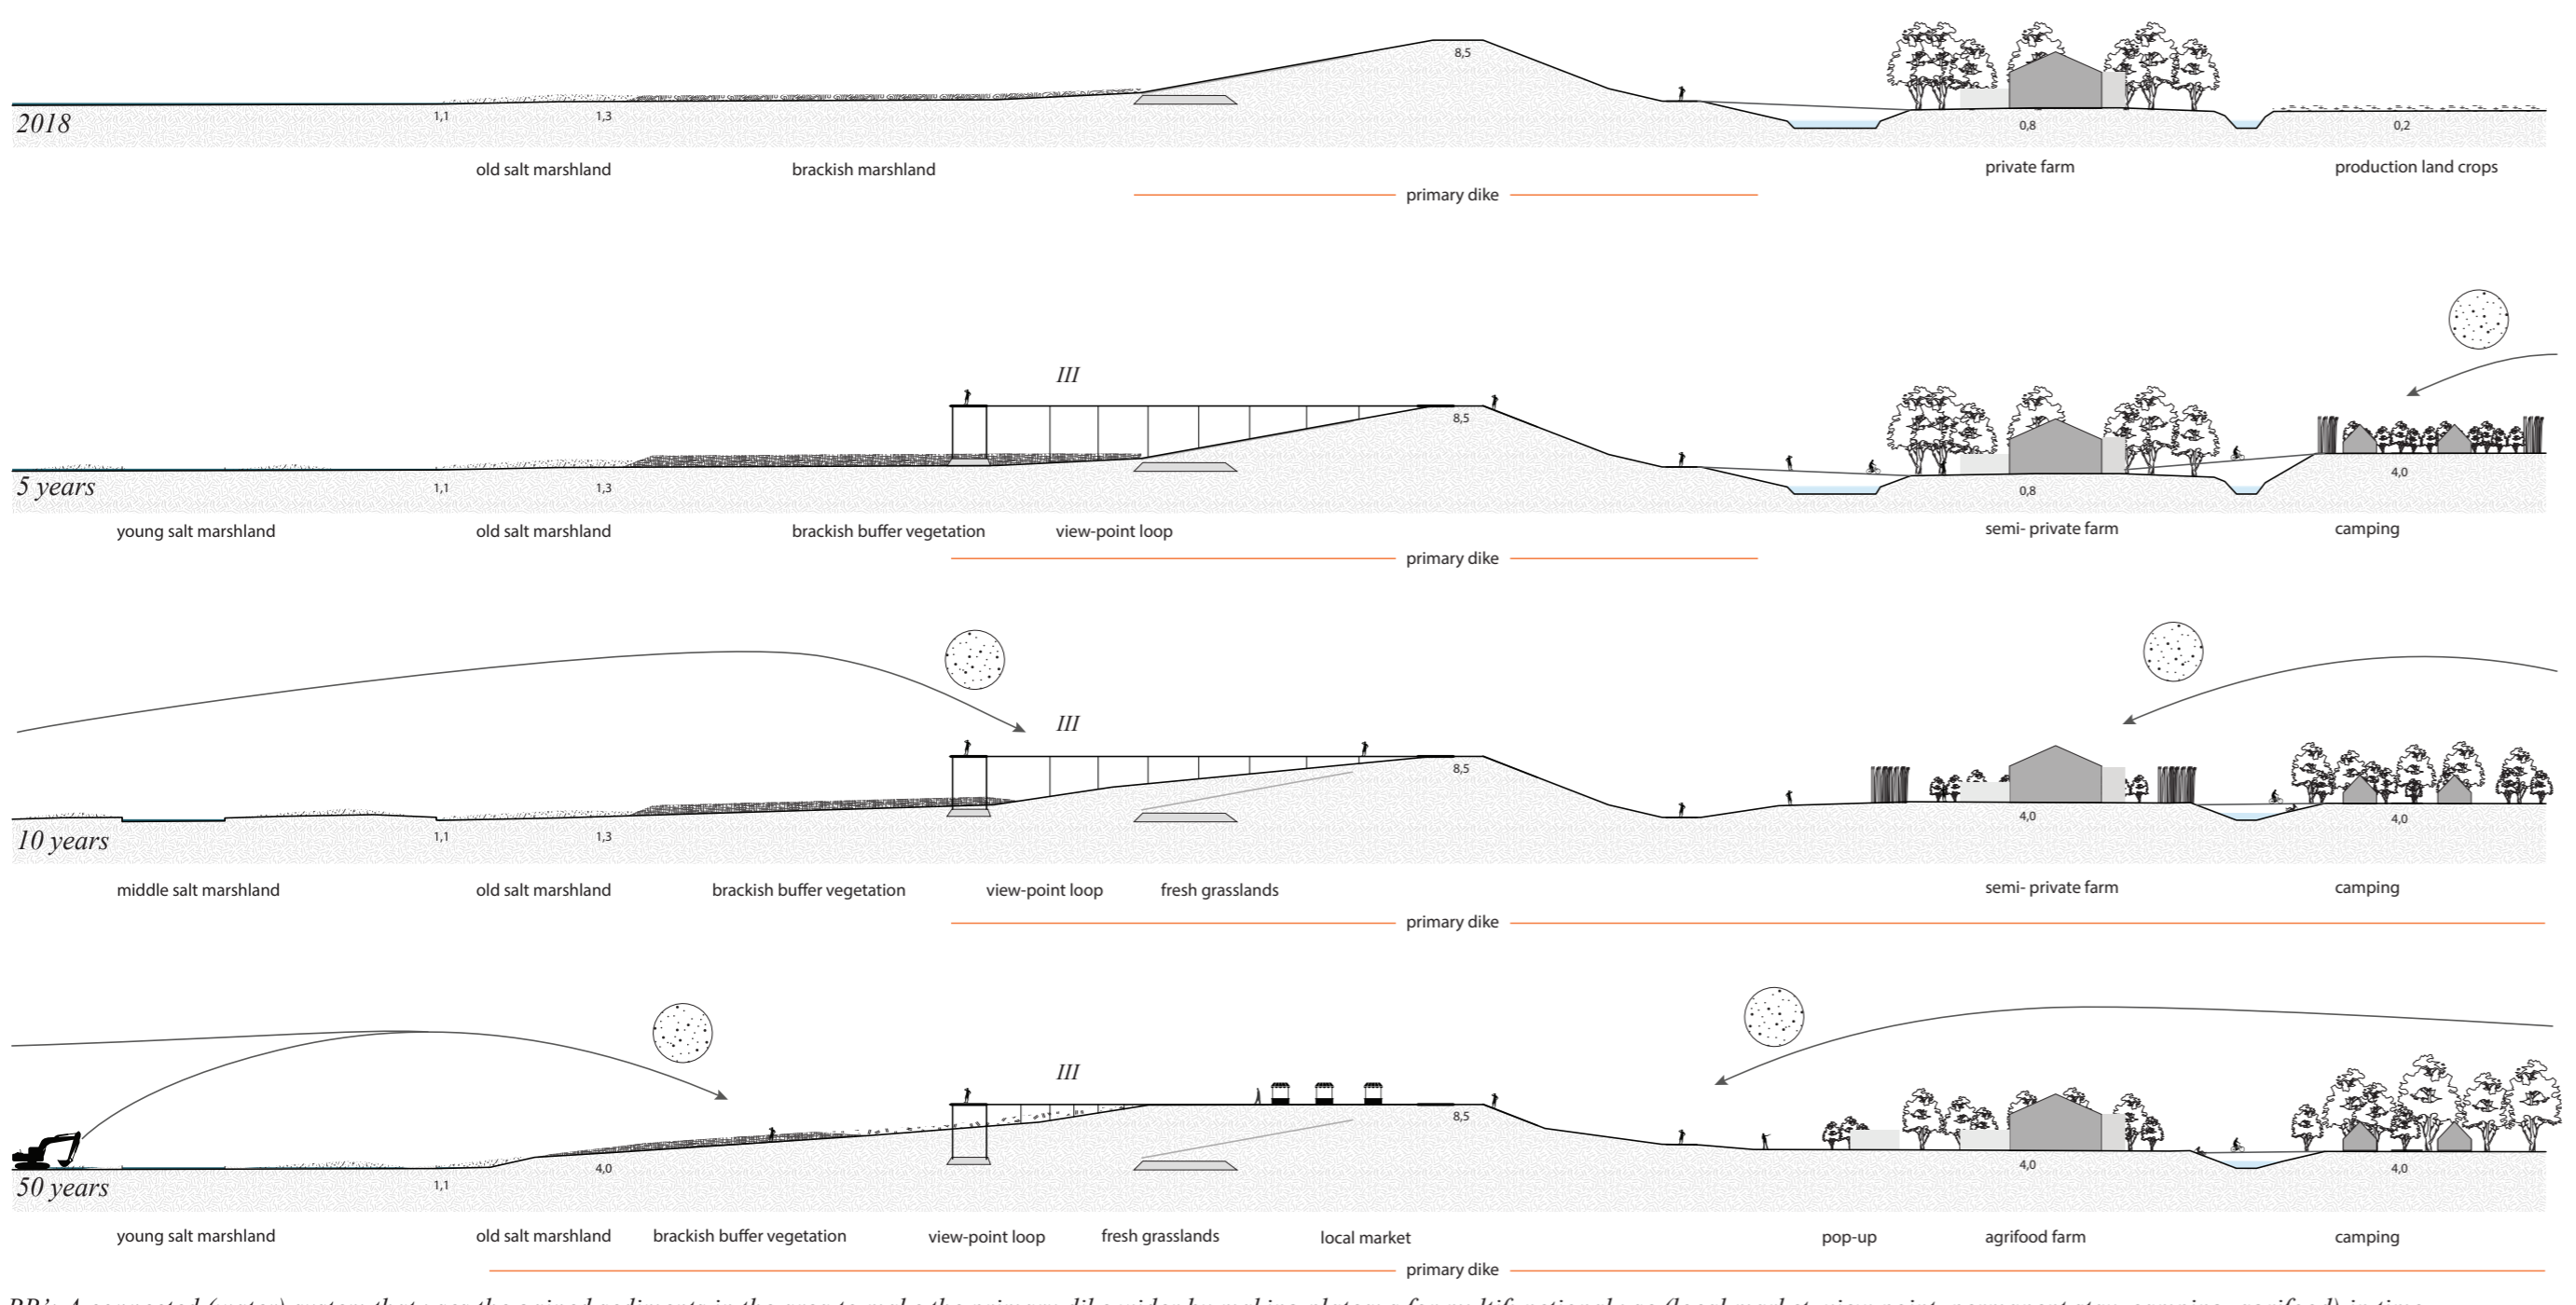 8,5
1,1
1,3
2018
0,8
0,2
old salt marshland
brackish marshland
private farm
production land crops
primary dike
III
8,5
4,0
5 years
1,1
1,3
0,8
young salt marshland
old salt marshland
brackish buffer vegetation
view-point loop
semi- private farm
camping
primary dike
III
8,5
10 years
1,1
1,3
4,0
4,0
middle salt marshland
old salt marshland
brackish buffer vegetation
view-point loop
fresh grasslands
semi- private farm
camping
primary dike
III
8,5
4,0
4,0
4,0
50 years
1,1
young salt marshland
old salt marshland
brackish buffer vegetation
view-point loop
fresh grasslands
local market
pop-up
agrifood farm
camping
primary dike